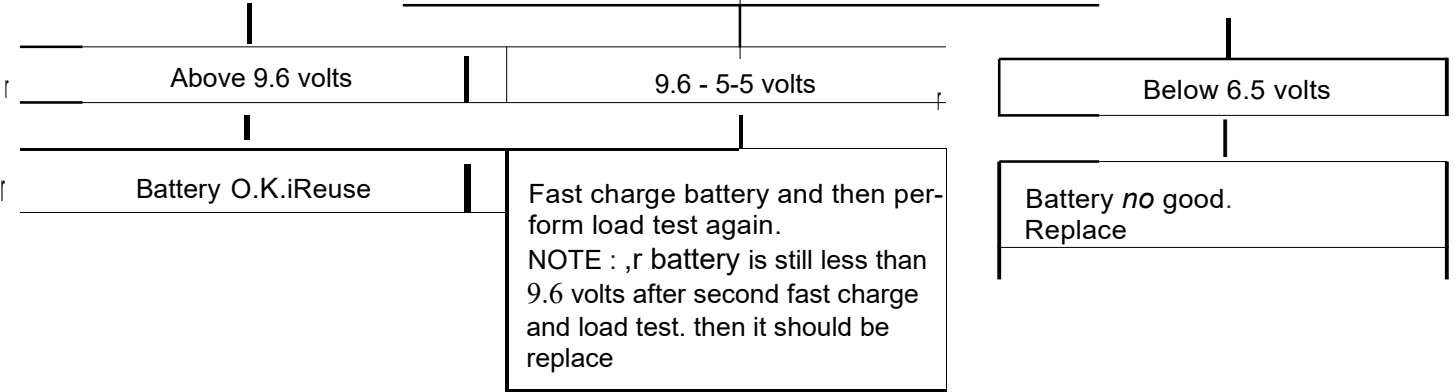 Above 9.6 volts
9.6 - 5-5 volts
Below 6.5 volts
Battery O.K.iReuse
Fast charge battery and then per-
form load test again.
NOTE : ,r battery is still less than
9.6 volts after second fast charge
and load test. then it should be
replace
Battery no good.
Replace